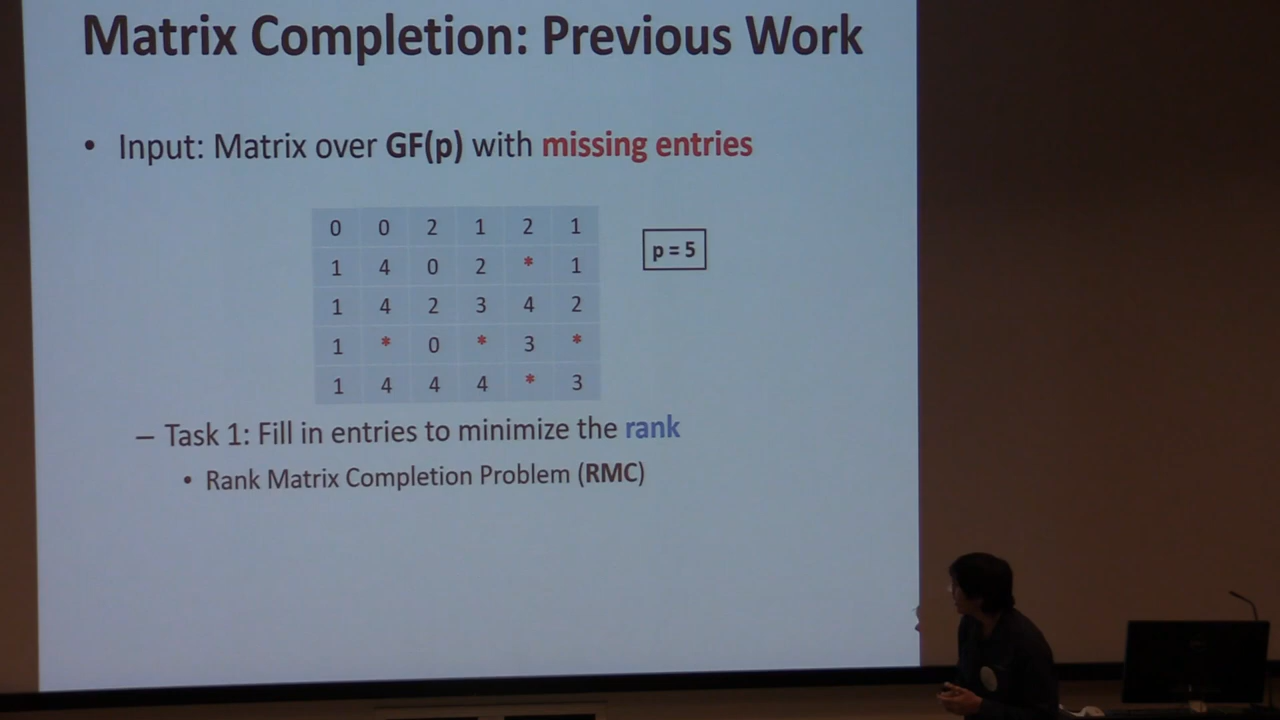 Matrix Completion: Previous Work
• Input: Matrix over GF(p) with missing entries
0 0 2 1 2 1
p = 5
1 4 0 2 * 1
1 4 2 3 4 2
1 * 0 * 3 *
1 4 4 4 * 3
– Task 1: Fill in entries to minimize the rank
• Rank Matrix Completion Problem (RMC)